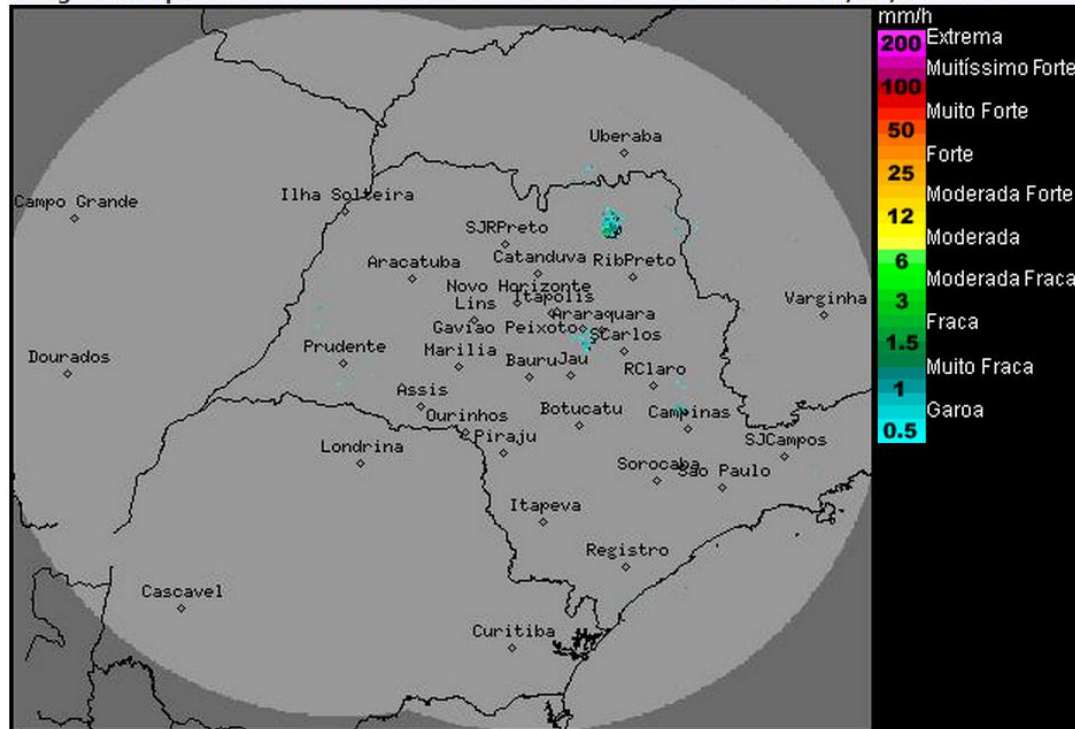 mm/h
200 Extrema
Muitíssimo Forte
100
Muito Forte
50
Forte
25
Moderada Forte
12
Moderada
6
Moderada Fraca
3
Fraca
1.5
Muito Fraca
1
Garoa
0.5
Uberaba
Campo Grande
Ilha Solteira
SJRPreto
Aracatuba
Catanduva
RibPreto
Novo Horizonte
Itapolis
Lins
Araraquara
Varginha
Gaviao Peixoto
SCarlos
Dourados
Prudente
Marilia
Bauru
Jau
RClaro
Assis
Ourinhos
Botucatu
Campinas
Piraju
SJCampos
Londrina
Sorocaba
Sao Paulo
Itapeva
Registro
Cascavel
Curitiba